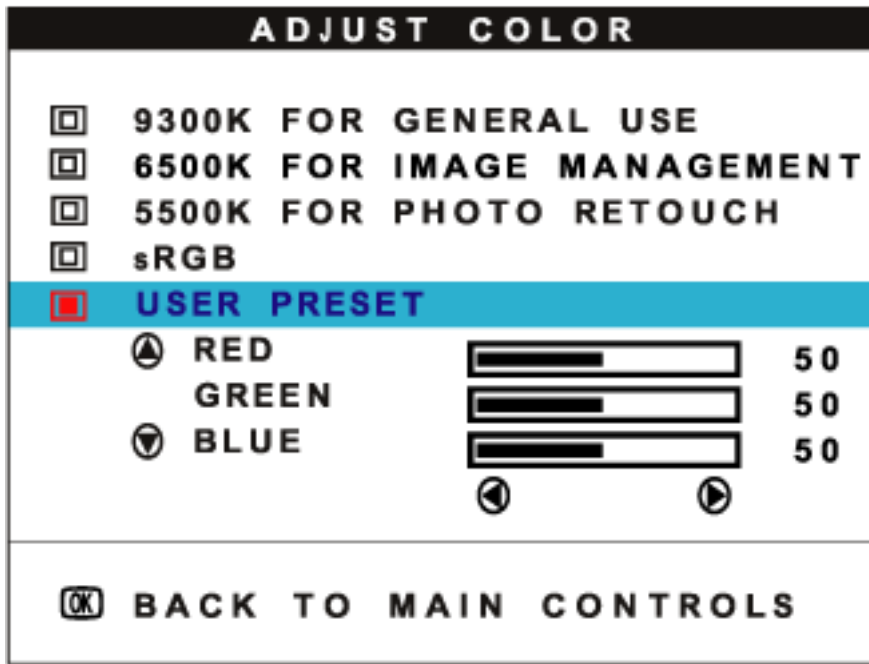 ADJUST COLOR
9300K FOR GENERAL USE
6500K FOR IMAGE MANAGEMENT
5500K FOR PHOTO RETOUCH
sRGB
USER PRESET
RED 50
GREEN 50
BLUE 50
OK BACK TO MAIN CONTROLS